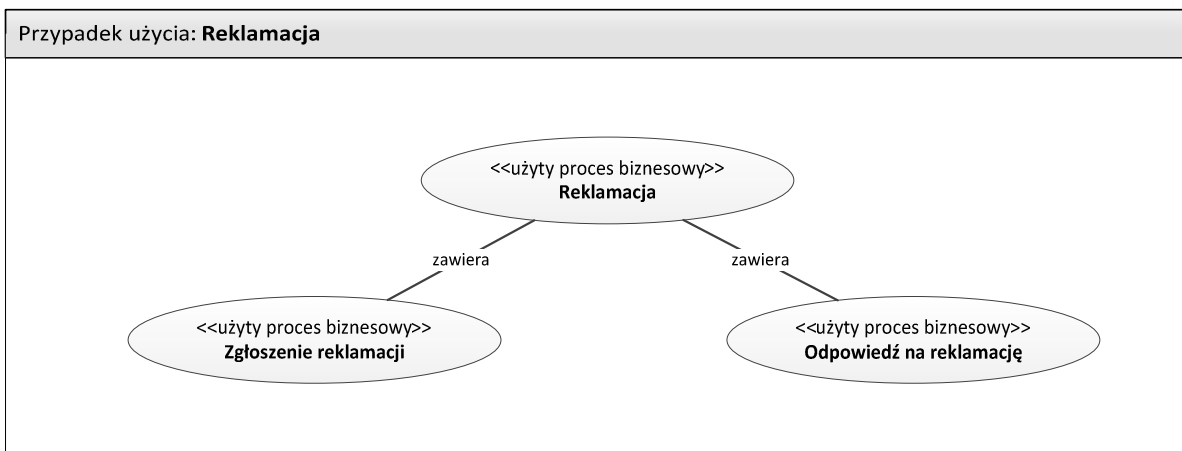 Przypadek użycia: Reklamacja
<<użyty proces biznesowy>>
Reklamacja
zawiera
zawiera
<<użyty proces biznesowy>>
Zgłoszenie reklamacji
<<użyty proces biznesowy>>
Odpowiedź na reklamację